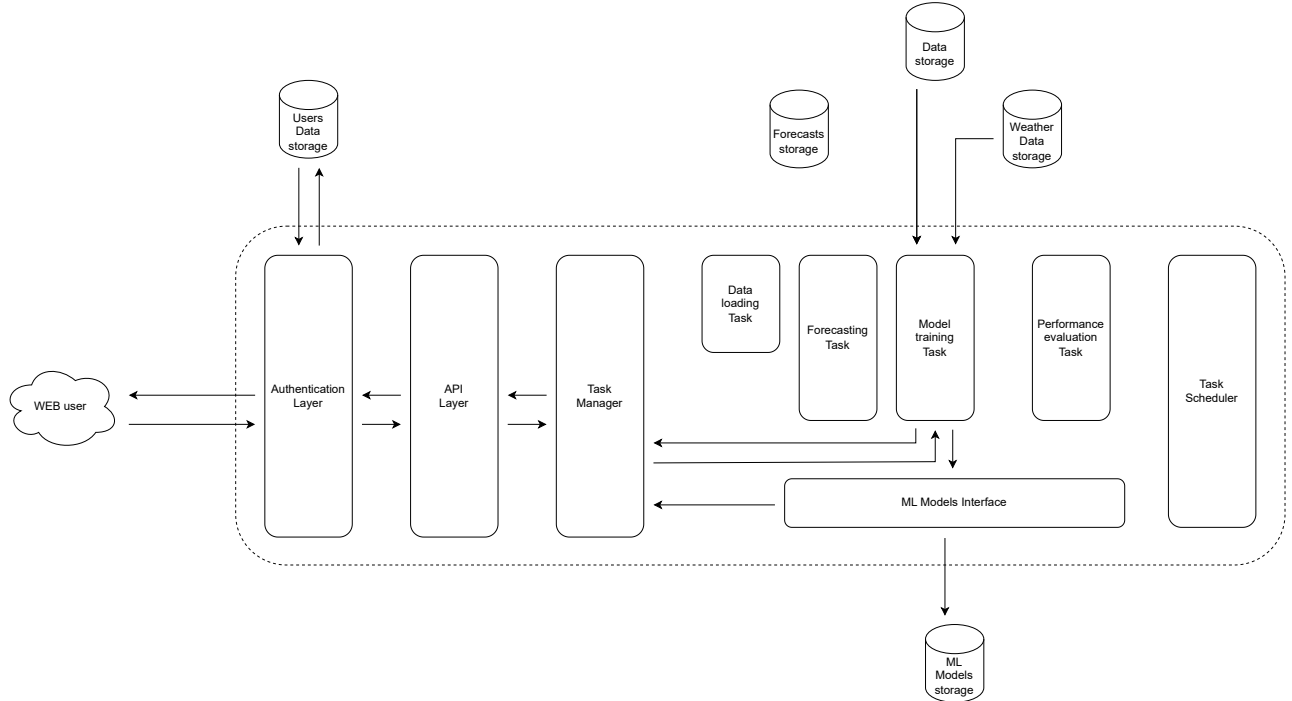 Data
storage
Users
Data
storage
Forecasts
storage
Weather
Data
storage
Data
loading
Task
Forecasting
Task
Model
training
Task
Performance
evaluation
Task
WEB user
Authentication
Layer
API
Layer
Task
Manager
Task
Scheduler
ML Models Interface
ML
Models
storage